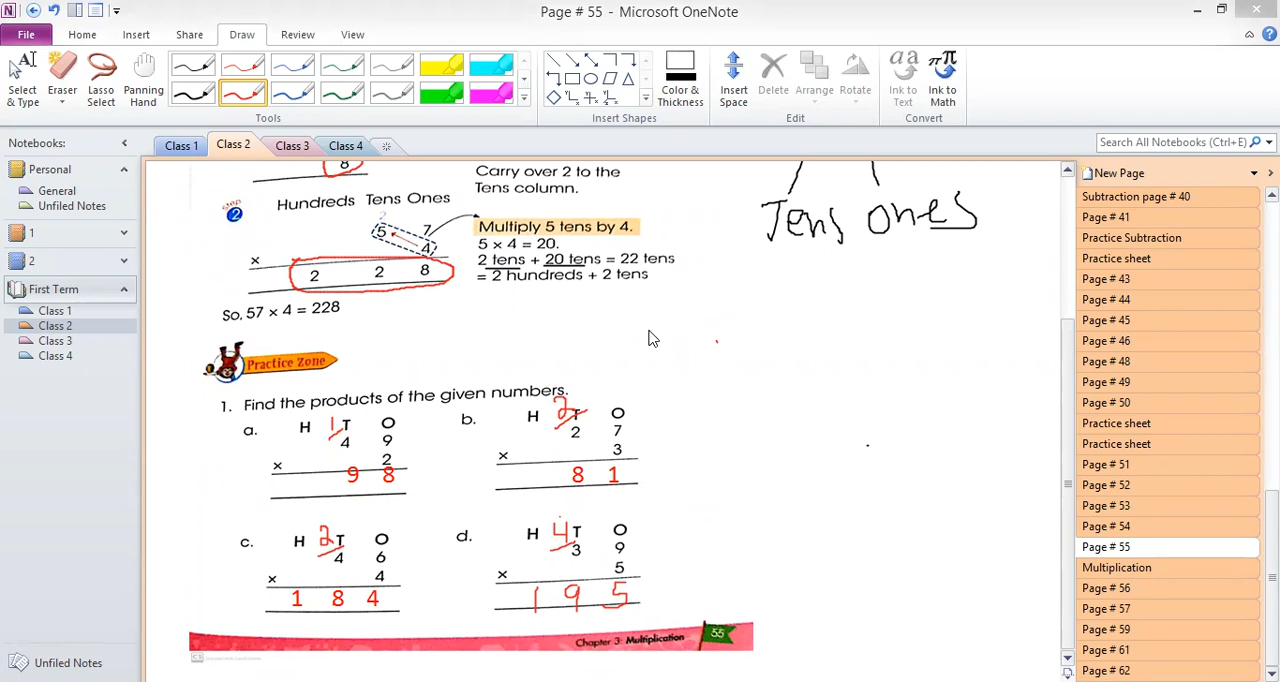 Page # 55 - Microsoft OneNote
File Home Insert Draw Review View
Select & Type
Eraser
Lasso Select
Panning Hand
Color & Thickness
Insert Space
Delete
Arrange
Rotate
Ink to Text
Ink to Math
Tools
Insert Shapes
Edit
Convert
Notebooks:
Class 1 Class 2 Class 3 Class 4
Search All Notebooks (Ctrl+E)
Personal
General
Unfiled Notes
1
2
First Term
Class 1
Class 2
Class 3
Class 4
Unfiled Notes
8
Carry over 2 to the
Tens column.
step 2
Hundreds Tens Ones
2
5 7
× 4
2 2 8
Multiply 5 tens by 4.
5 × 4 = 20.
2 tens + 20 tens = 22 tens
= 2 hundreds + 2 tens
So, 57 × 4 = 228
Tens ones
Practice Zone
1. Find the products of the given numbers.
a. H 1 T O
4 9
× 2
9 8
b. H 2 T O
2 7
× 3
8 1
c. H 2 T O
4 6
× 4
1 8 4
d. H 4 T O
3 9
× 5
1 9 5
Chapter 3: Multiplication 55
CS
New Page
Subtraction page # 40
Page # 41
Practice Subtraction
Practice sheet
Page # 43
Page # 44
Page # 45
Page # 46
Page # 48
Page # 49
Page # 50
Practice sheet
Practice sheet
Page # 51
Page # 52
Page # 53
Page # 54
Page # 55
Multiplication
Page # 56
Page # 57
Page # 59
Page # 61
Page # 62